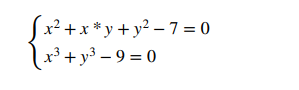 x² + x * y + y² − 7 = 0
x³ + y³ − 9 = 0